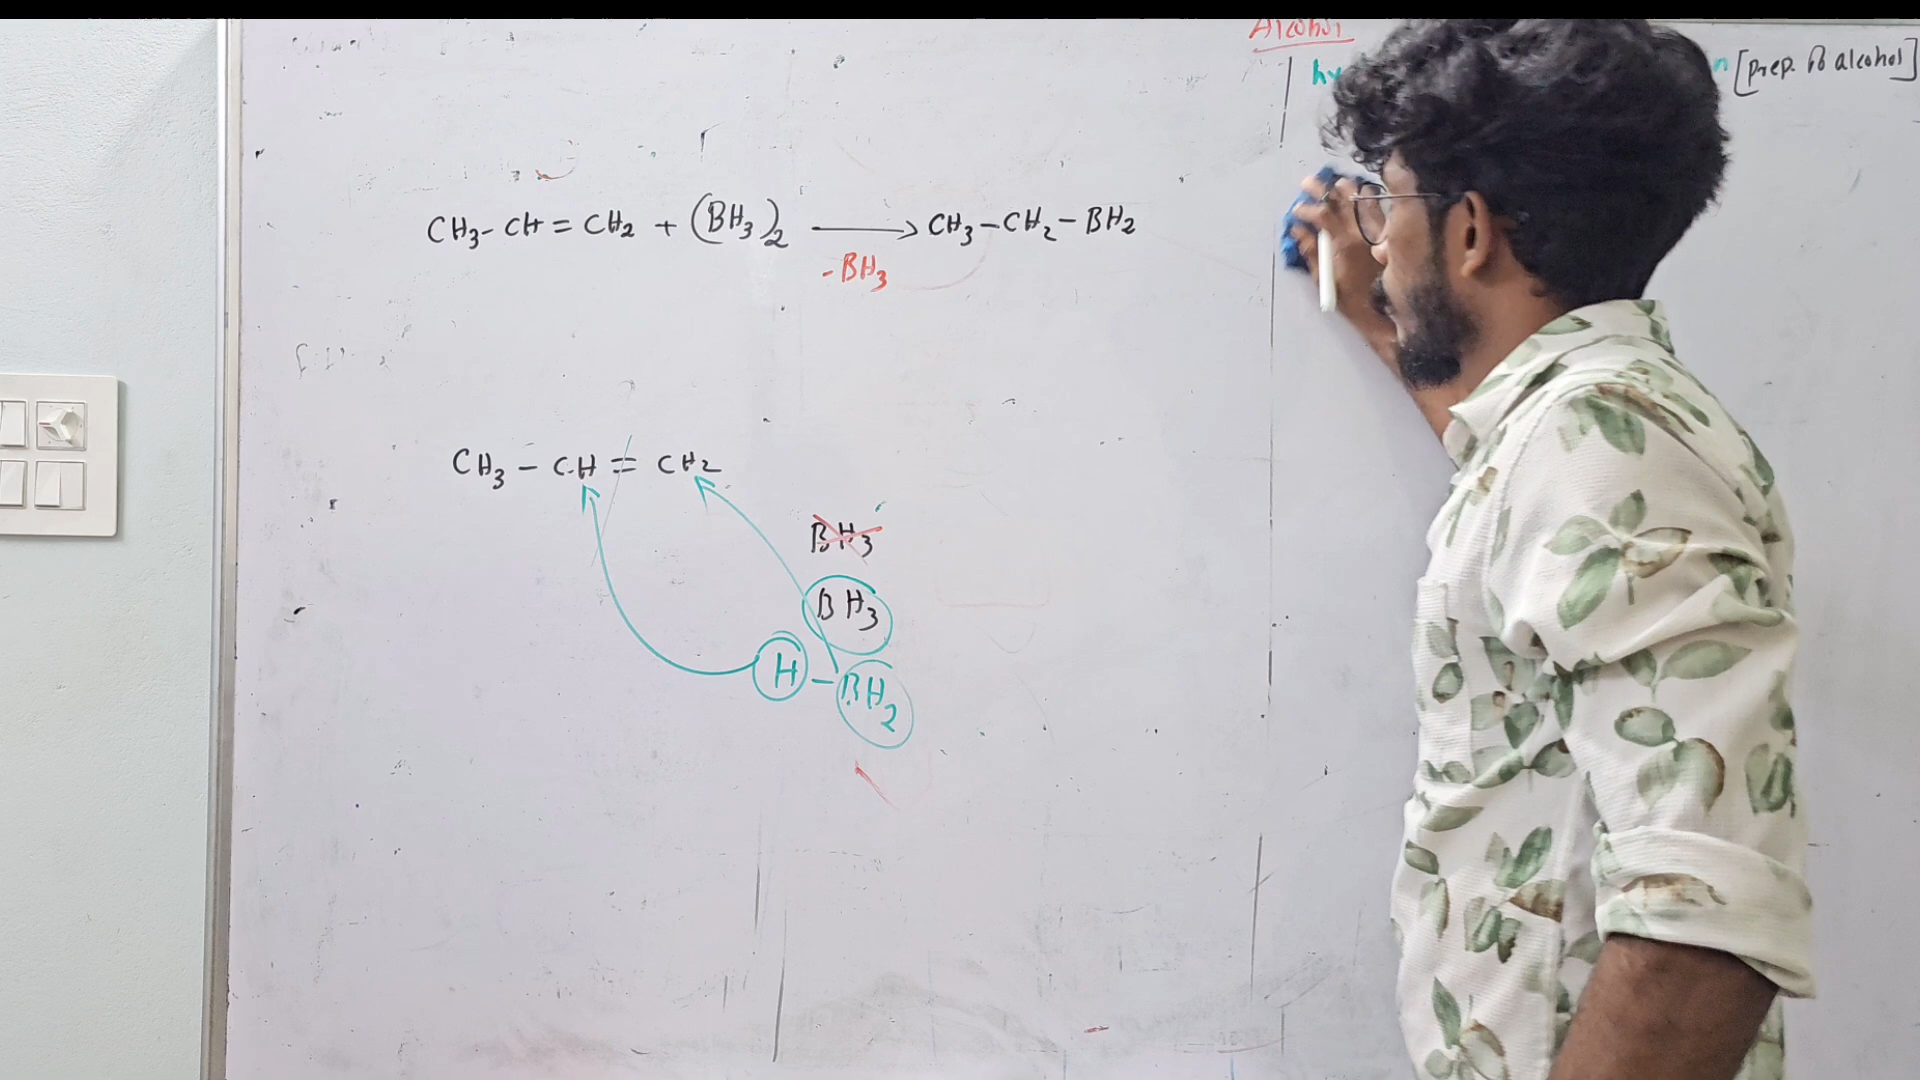 Alcohol
[prep. of alcohol]
CH3-CH=CH2 + (BH3)2 ⟶ CH3-CH2-BH2
-BH3
CH3-CH=CH2
BH3
BH3
H-BH2